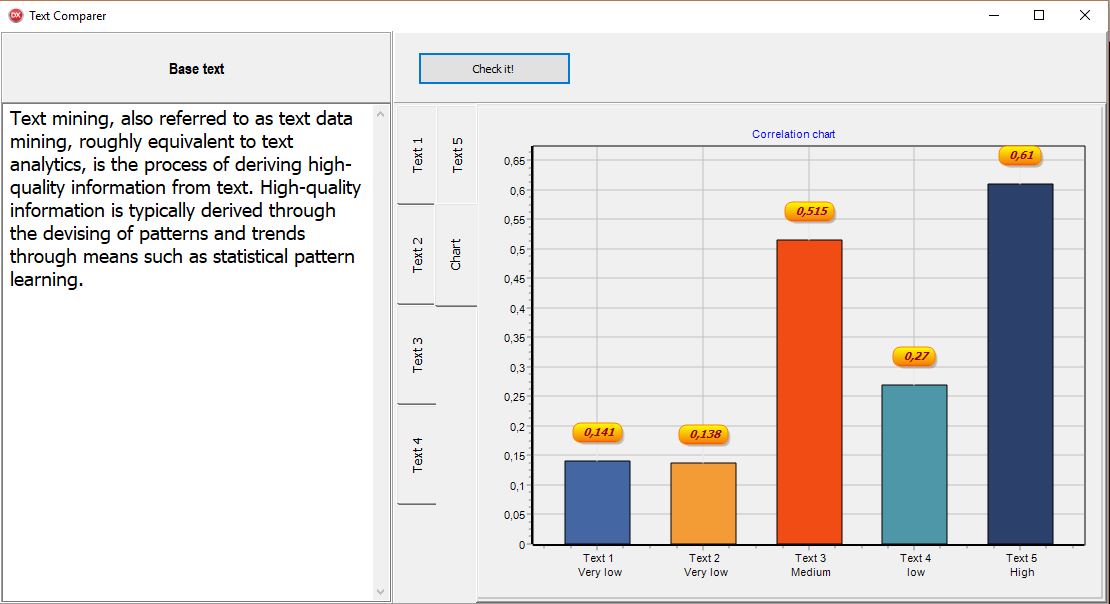 Text Comparer
Base text
Check it!
Text mining, also referred to as text data
mining, roughly equivalent to text
analytics, is the process of deriving high-
quality information from text. High-quality
information is typically derived through
the devising of patterns and trends
through means such as statistical pattern
learning.
Text 1
Text 2
Text 3
Text 4
Text 5
Chart
Correlation chart
0,65
0,6
0,55
0,5
0,45
0,4
0,35
0,3
0,25
0,2
0,15
0,1
0,05
0
0,141
0,138
0,515
0,27
0,61
Text 1
Very low
Text 2
Very low
Text 3
Medium
Text 4
low
Text 5
High